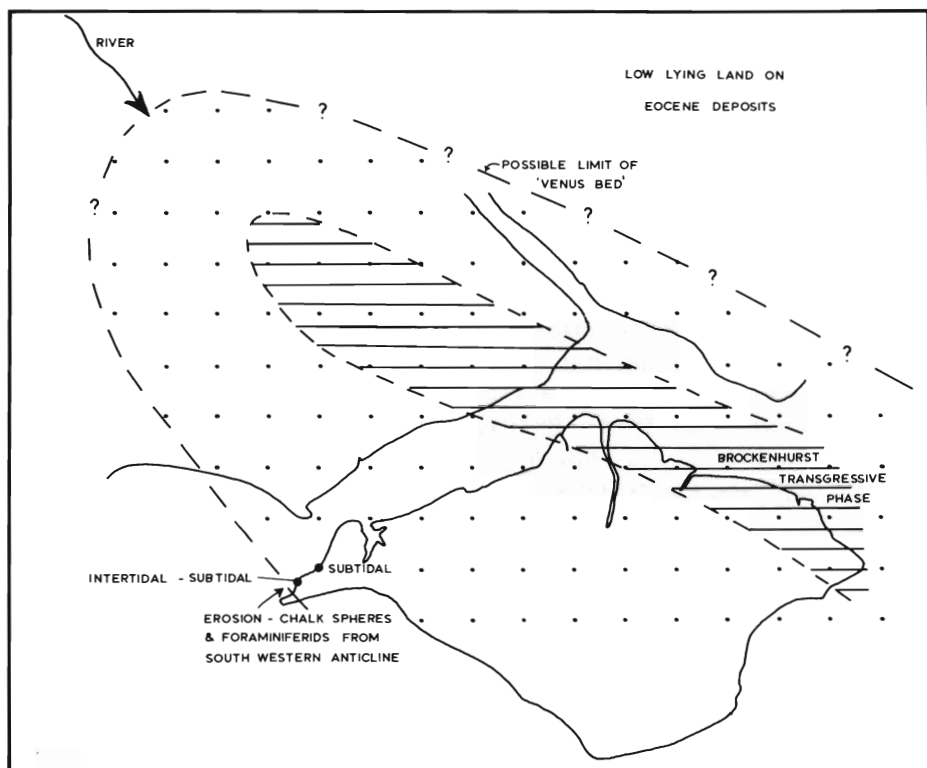 RIVER
LOW LYING LAND ON
EOCENE DEPOSITS
?
?
POSSIBLE LIMIT OF
'VENUS BED'
?
?
?
?
BROCKENHURST
TRANSGRESSIVE
PHASE
SUBTIDAL
INTERTIDAL - SUBTIDAL
EROSION - CHALK SPHERES
& FORAMINIFERIDS FROM
SOUTH WESTERN ANTICLINE